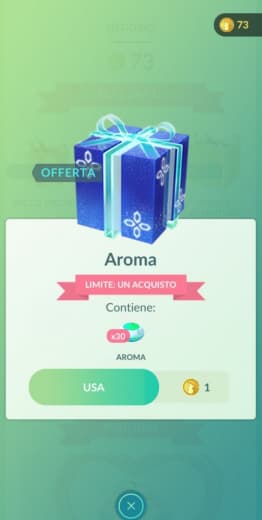 73
OFFERTA
Aroma
LIMITE: UN ACQUISTO
Contiene:
x30
AROMA
USA
1